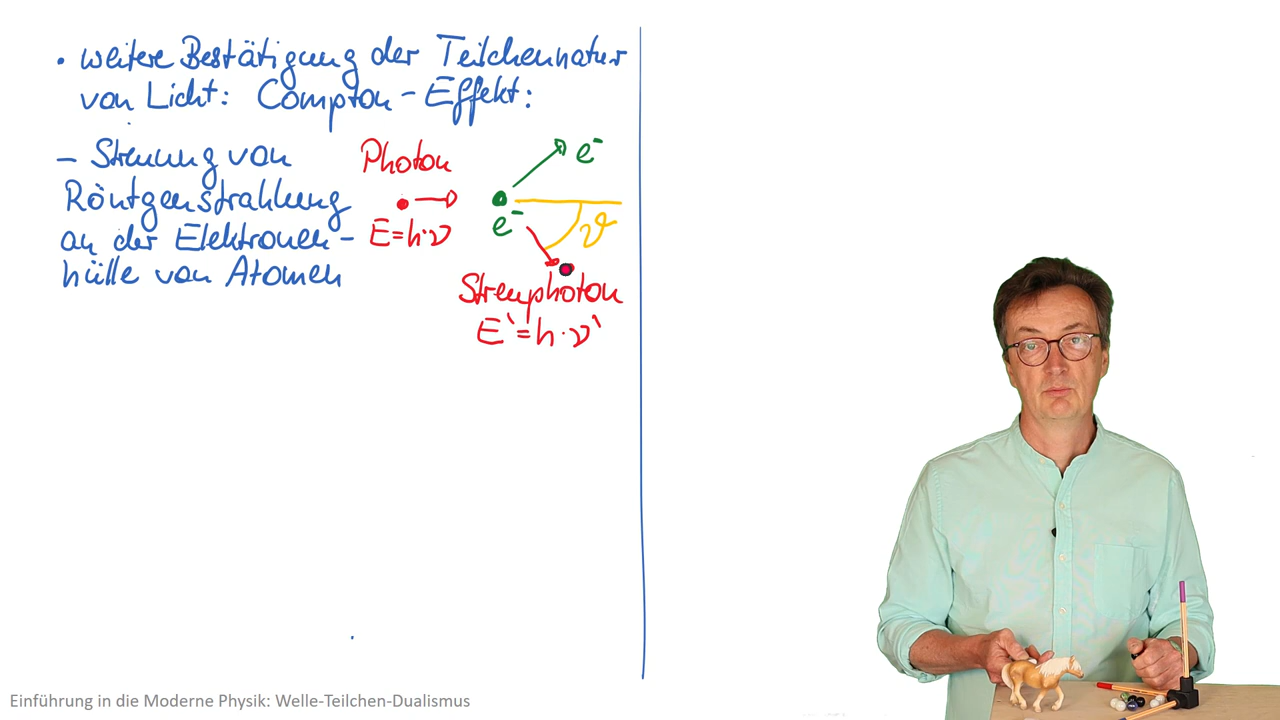 • weitere Bestätigung der Teilchennatur
von Licht: Compton-Effekt:
- Streuung von
Röntgenstrahlung
an der Elektronen-
hülle von Atomen
Photon
E=h·ν
e⁻
e⁻
ϑ
Streuphoton
E'=h·ν'
Einführung in die Moderne Physik: Welle-Teilchen-Dualismus